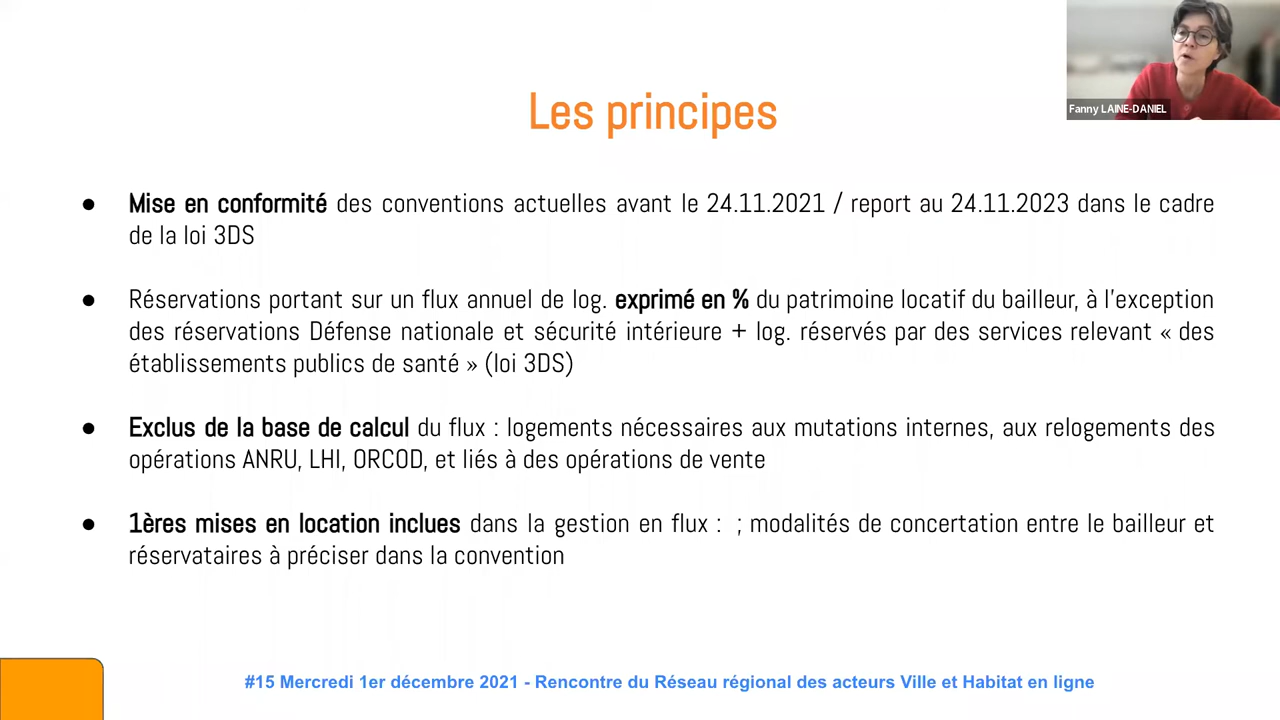 Fanny LAINE-DANIEL
Les principes
● Mise en conformité des conventions actuelles avant le 24.11.2021 / report au 24.11.2023 dans le cadre
de la loi 3DS
● Réservations portant sur un flux annuel de log. exprimé en % du patrimoine locatif du bailleur, à l'exception
des réservations Défense nationale et sécurité intérieure + log. réservés par des services relevant « des
établissements publics de santé » (loi 3DS)
● Exclus de la base de calcul du flux : logements nécessaires aux mutations internes, aux relogements des
opérations ANRU, LHI, ORCOD, et liés à des opérations de vente
● 1ères mises en location inclues dans la gestion en flux : ; modalités de concertation entre le bailleur et
réservataires à préciser dans la convention
#15 Mercredi 1er décembre 2021 - Rencontre du Réseau régional des acteurs Ville et Habitat en ligne